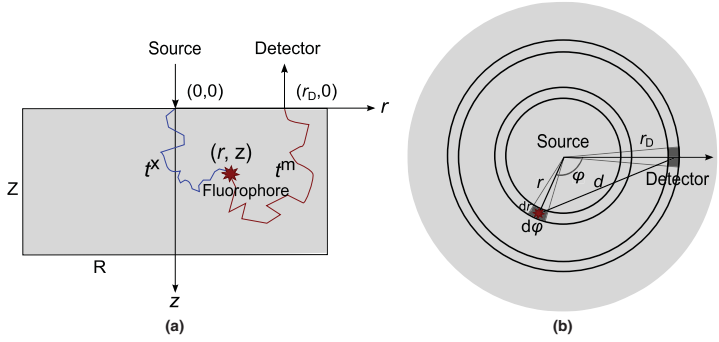 Source
Detector
(0,0)
(r_D,0)
r
(r, z)
t^x
t^m
Fluorophore
Z
R
z
(a)
Source
r_D
φ
r
d
Detector
dr
dφ
(b)